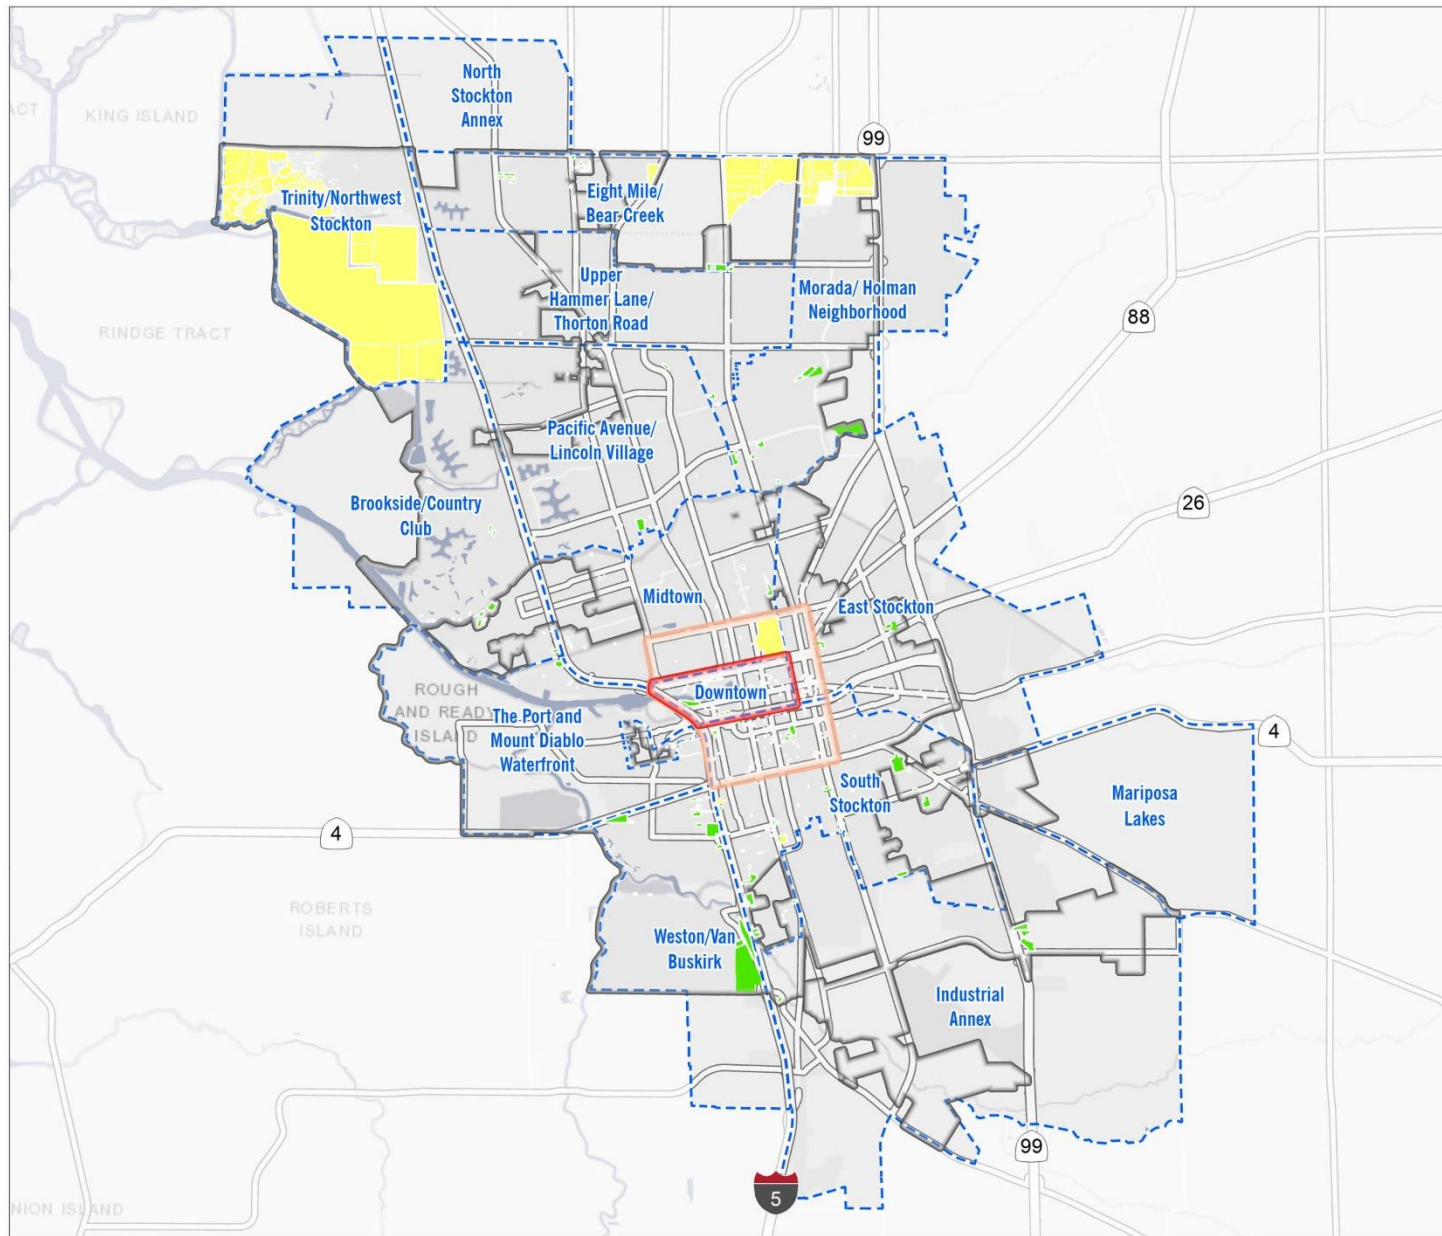 North
Stockton
Annex
ACT
KING ISLAND
99
Trinity/Northwest
Stockton
Eight Mile/
Bear Creek
Upper
Hammer Lane/
Thorton Road
Morada/ Holman
Neighborhood
88
RINDGE TRACT
Pacific Avenue/
Lincoln Village
Brookside/Country
Club
26
Midtown
East Stockton
ROUGH
AND READY
ISLAND
Downtown
The Port and
Mount Diablo
Waterfront
4
South
Stockton
Mariposa
Lakes
4
ROBERTS
ISLAND
Weston/Van
Buskirk
Industrial
Annex
99
5
NION ISLAND